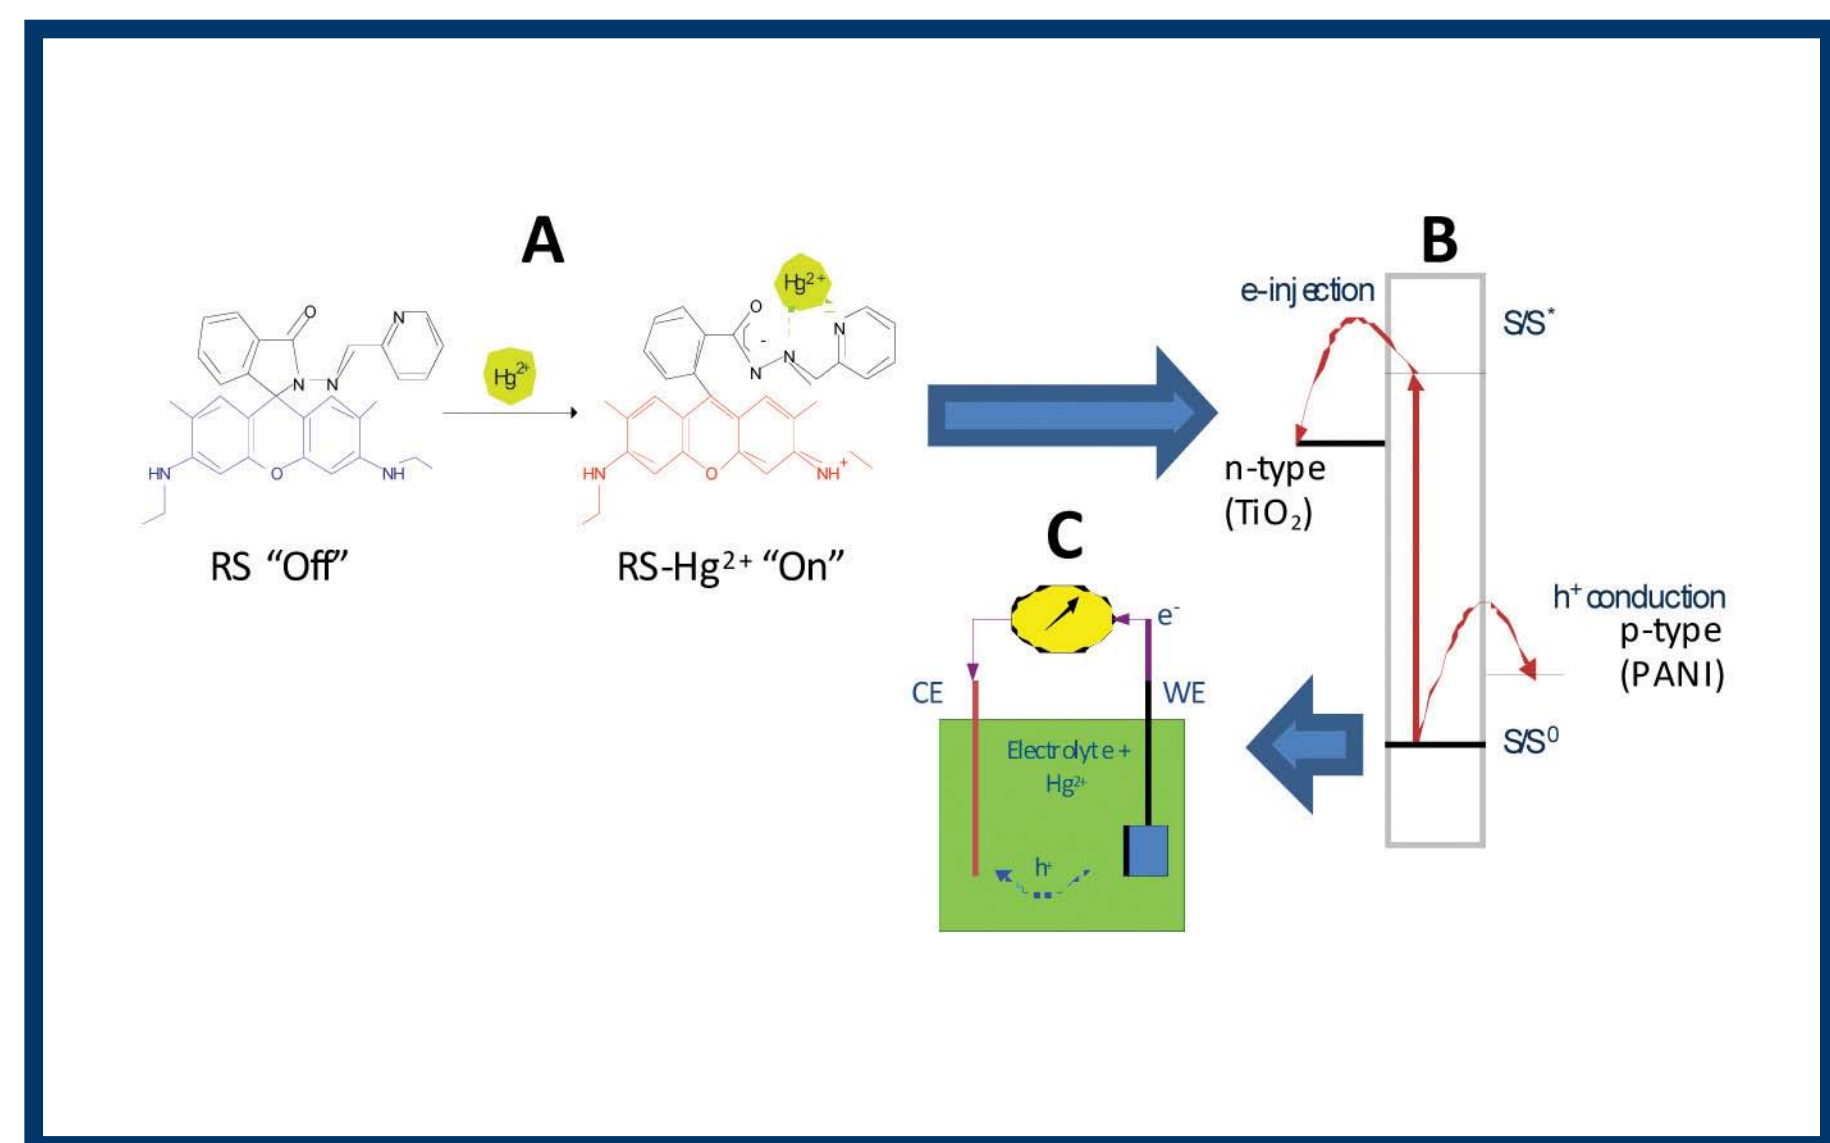 A
O
N
N
N
Hg²⁺
HN
O
NH
RS “Off”
Hg²⁺
O
N
-
N
N
HN
O
NH⁺
RS-Hg²⁺ “On”
B
e-injection
S/S*
n-type
(TiO₂)
h⁺ conduction
p-type
(PANI)
S/S⁰
C
e⁻
CE
WE
Electrolyte +
Hg²⁺
h⁺